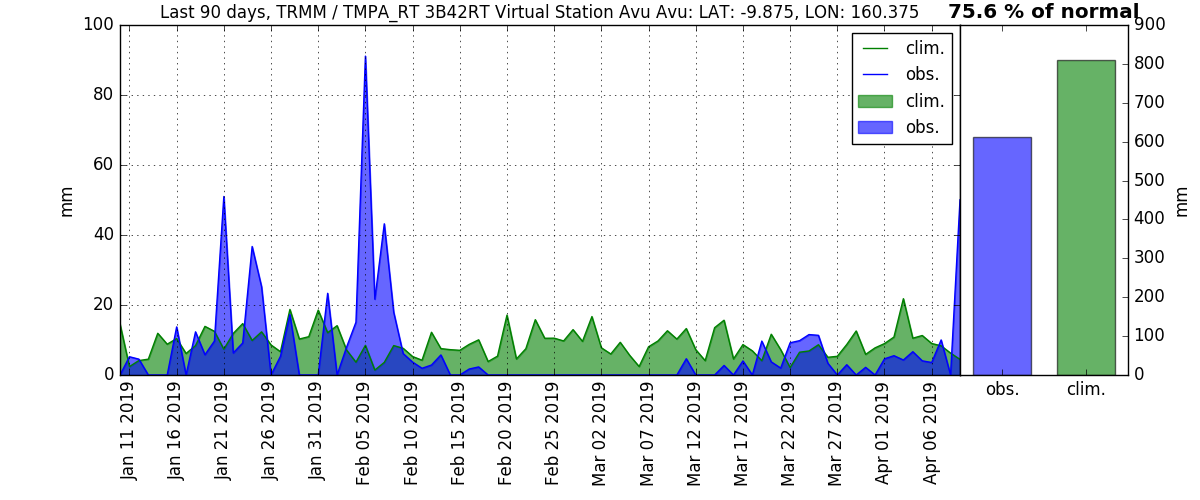 Last 90 days, TRMM / TMPA_RT 3B42RT Virtual Station Avu Avu: LAT: -9.875, LON: 160.375
75.6 % of normal
100
80
60
40
20
0
mm
clim.
obs.
clim.
obs.
Jan 11 2019
Jan 16 2019
Jan 21 2019
Jan 26 2019
Jan 31 2019
Feb 05 2019
Feb 10 2019
Feb 15 2019
Feb 20 2019
Feb 25 2019
Mar 02 2019
Mar 07 2019
Mar 12 2019
Mar 17 2019
Mar 22 2019
Mar 27 2019
Apr 01 2019
Apr 06 2019
900
800
700
600
500
400
300
200
100
0
mm
obs.
clim.